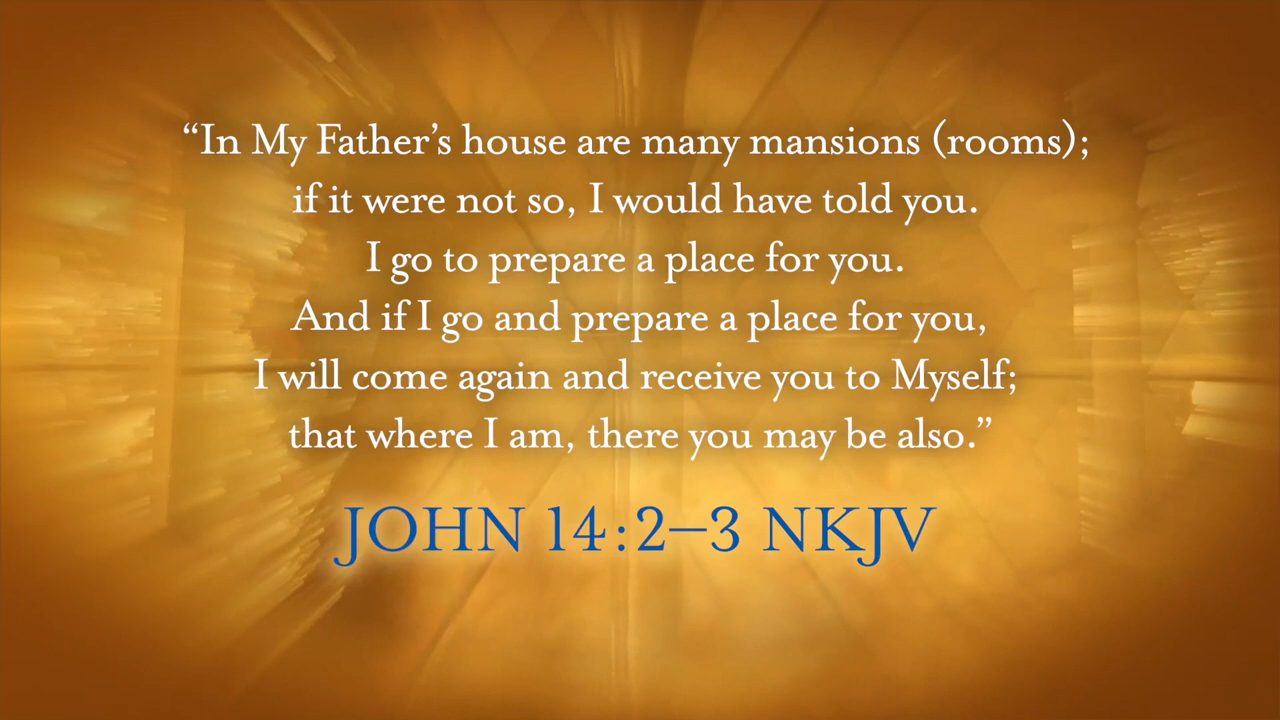 “In My Father’s house are many mansions (rooms);
if it were not so, I would have told you.
I go to prepare a place for you.
And if I go and prepare a place for you,
I will come again and receive you to Myself;
that where I am, there you may be also.”
JOHN 14:2–3 NKJV